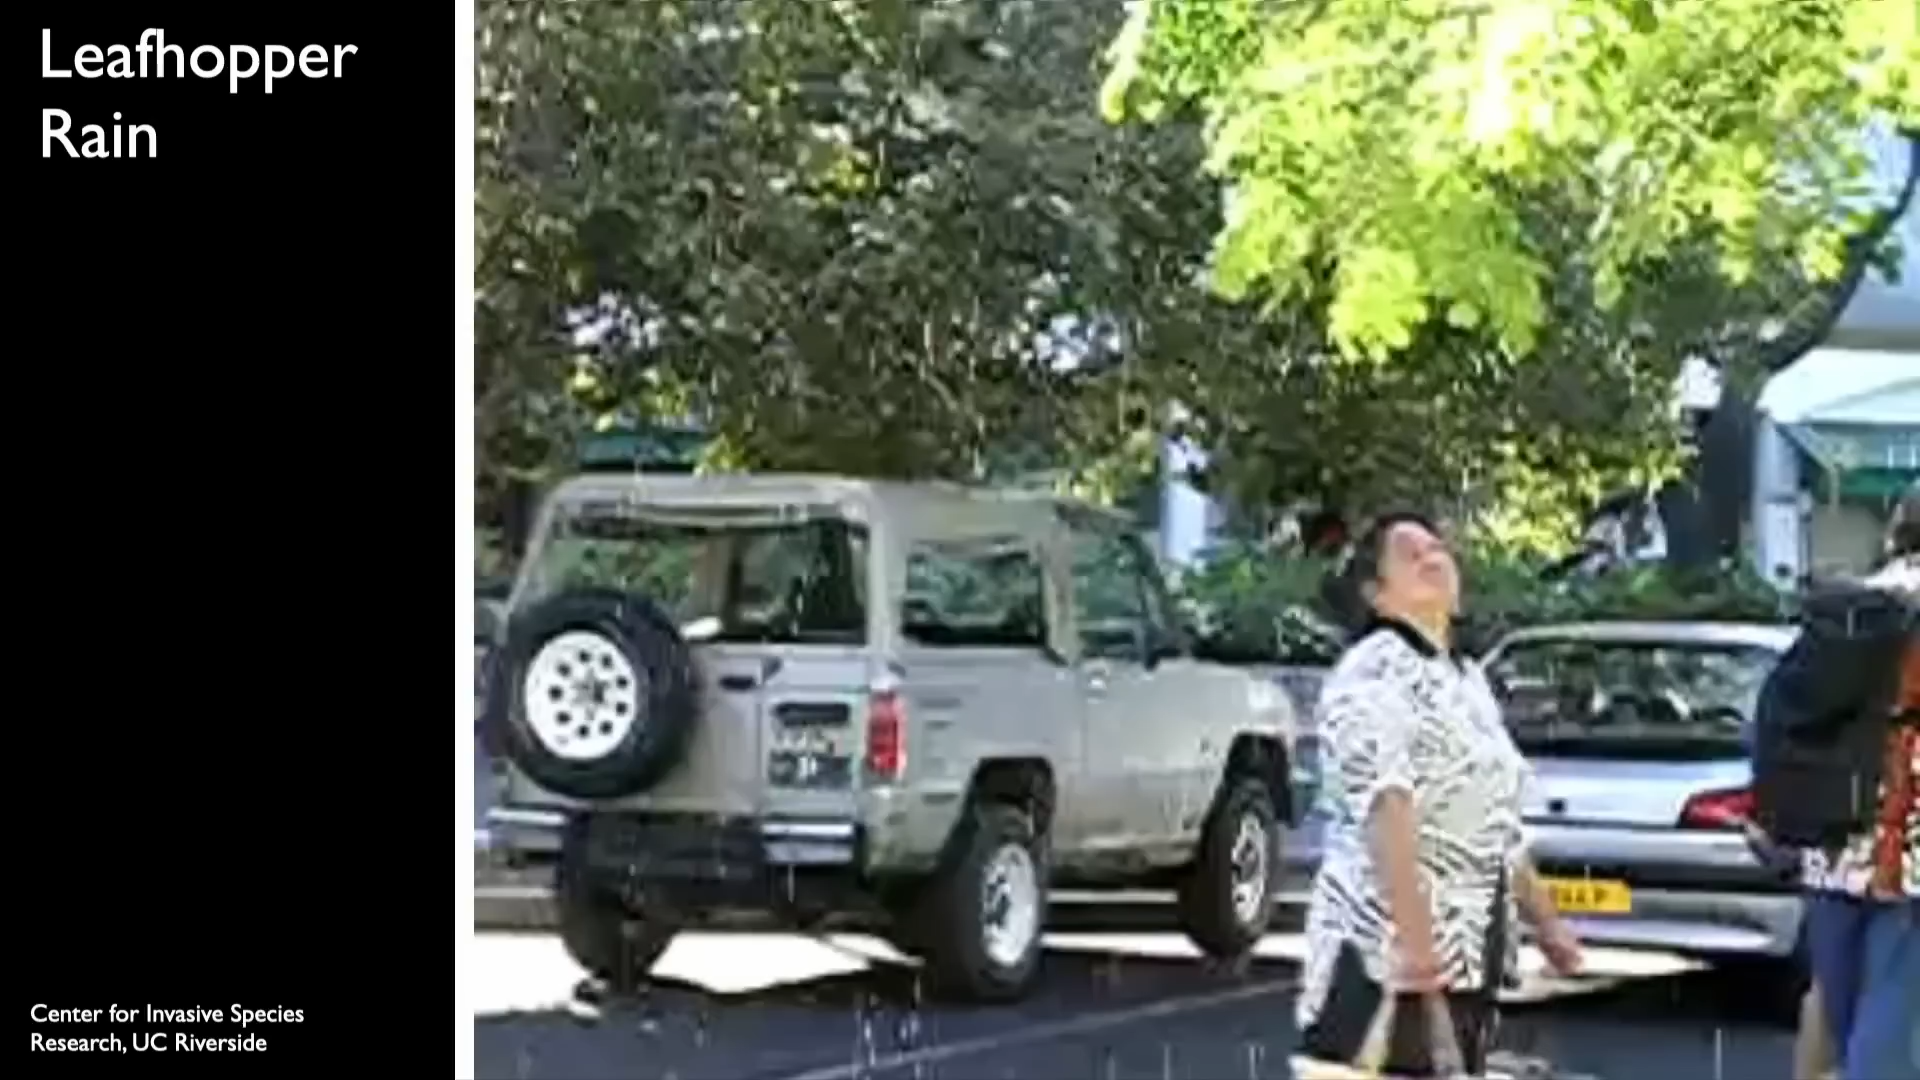 Leafhopper
Rain
Center for Invasive Species
Research, UC Riverside